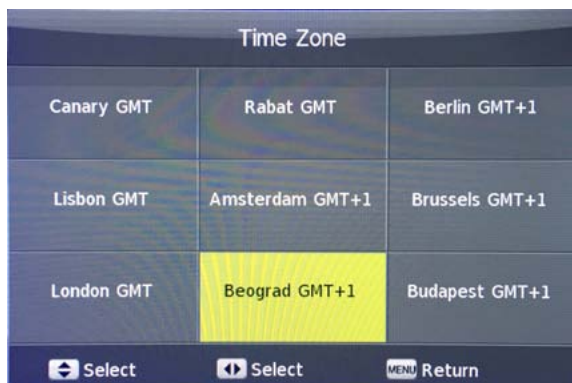 Time Zone
Canary GMT Rabat GMT Berlin GMT+1
Lisbon GMT Amsterdam GMT+1 Brussels GMT+1
London GMT Beograd GMT+1 Budapest GMT+1
Select Select MENU Return